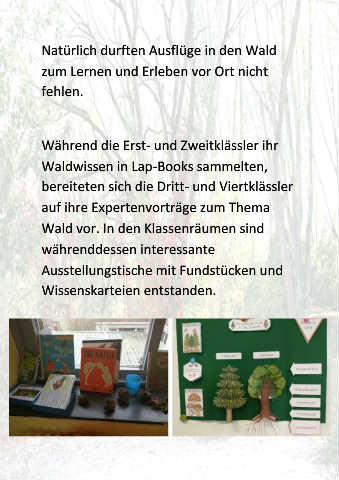 Natürlich durften Ausflüge in den Wald
zum Lernen und Erleben vor Ort nicht
fehlen.
Während die Erst- und Zweitklässler ihr
Waldwissen in Lap-Books sammelten,
bereiteten sich die Dritt- und Viertklässler
auf ihre Expertenvorträge zum Thema
Wald vor. In den Klassenräumen sind
währenddessen interessante
Ausstellungstische mit Fundstücken und
Wissenskarteien entstanden.